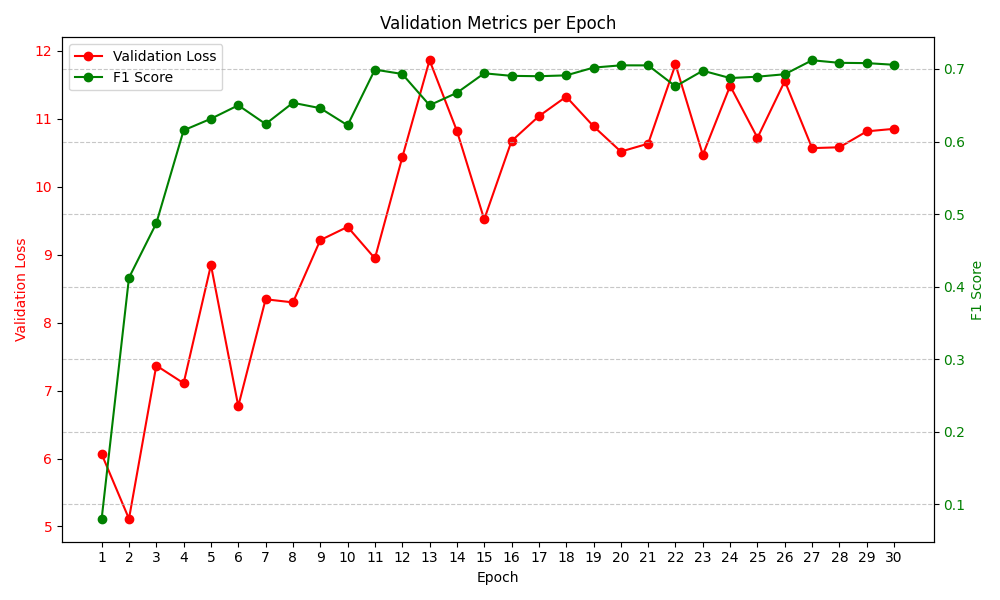 Validation Metrics per Epoch
Validation Loss
F1 Score
12
11
10
9
8
7
6
5
Validation Loss
0.7
0.6
0.5
0.4
0.3
0.2
0.1
F1 Score
1 2 3 4 5 6 7 8 9 10 11 12 13 14 15 16 17 18 19 20 21 22 23 24 25 26 27 28 29 30
Epoch